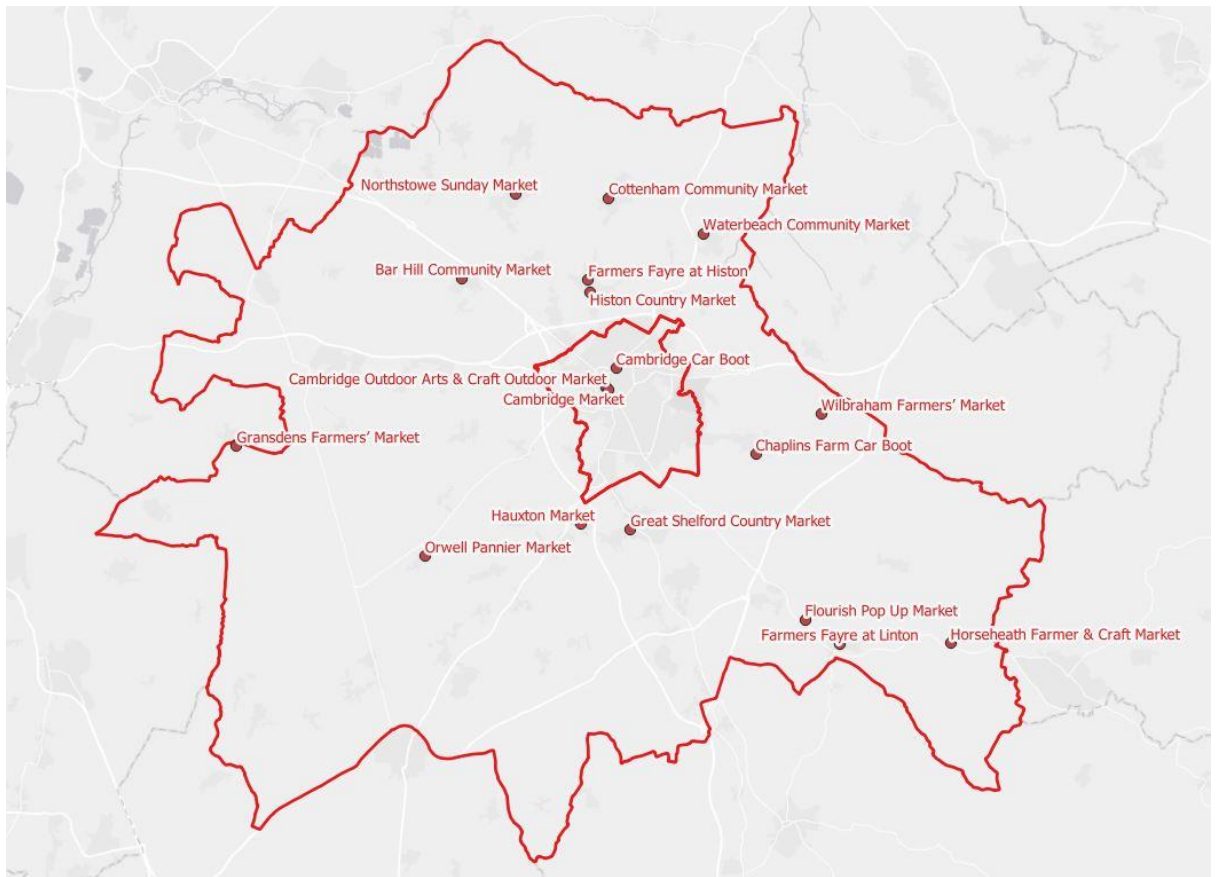 Northstowe Sunday Market
Cottenham Community Market
Waterbeach Community Market
Bar Hill Community Market
Farmers Fayre at Histon
Histon Country Market
Cambridge Car Boot
Cambridge Outdoor Arts & Craft Outdoor Market
Cambridge Market
Wilbraham Farmers’ Market
Gransdens Farmers’ Market
Chaplins Farm Car Boot
Hauxton Market
Great Shelford Country Market
Orwell Pannier Market
Flourish Pop Up Market
Farmers Fayre at Linton
Horseheath Farmer & Craft Market